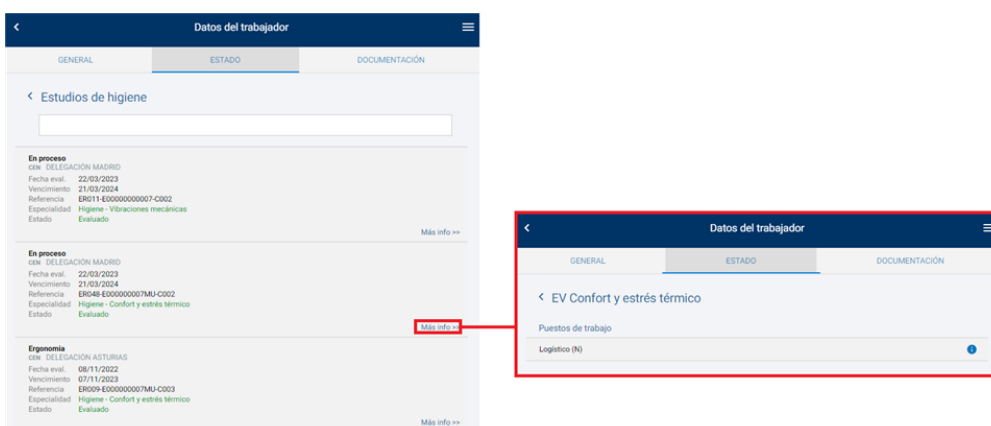 Datos del trabajador
GENERAL ESTADO DOCUMENTACIÓN
Estudios de higiene
En proceso
CEN DELEGACIÓN MADRID
Fecha eval. 22/03/2023
Vencimiento 21/03/2024
Referencia ER011-E00000000007-C002
Especialidad Higiene - Vibraciones mecánicas
Estado Evaluado
Más info >>
En proceso
CEN DELEGACIÓN MADRID
Fecha eval. 22/03/2023
Vencimiento 21/03/2024
Referencia ER048-E000000007MU-C002
Especialidad Higiene - Confort y estrés térmico
Estado Evaluado
Más info >>
Ergonomia
CEN DELEGACIÓN ASTURIAS
Fecha eval. 08/11/2022
Vencimiento 07/11/2023
Referencia ER009-E000000007MU-C003
Especialidad Higiene - Confort y estrés térmico
Estado Evaluado
Más info >>
Datos del trabajador
GENERAL ESTADO DOCUMENTACIÓN
EV Confort y estrés térmico
Puestos de trabajo
Logístico (N)